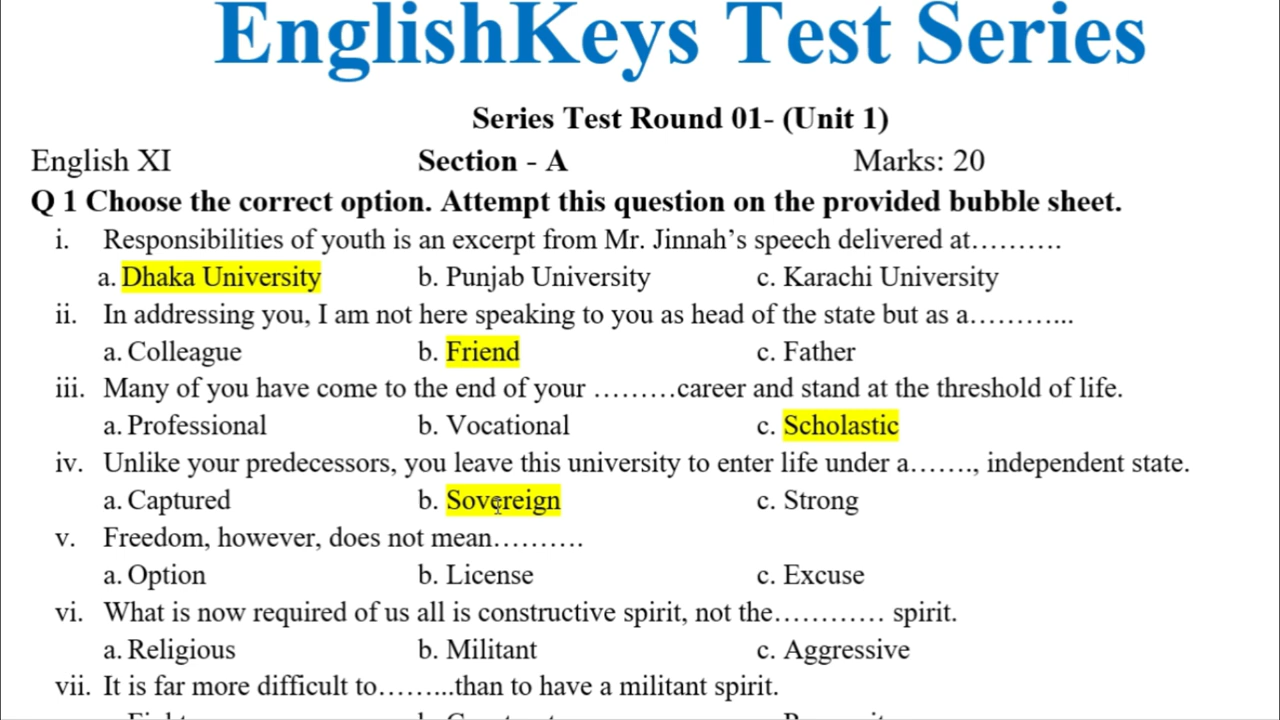 EnglishKeys Test Series
Series Test Round 01- (Unit 1)
English XI Section - A Marks: 20
Q 1 Choose the correct option. Attempt this question on the provided bubble sheet.
i. Responsibilities of youth is an excerpt from Mr. Jinnah’s speech delivered at……….
a. Dhaka University b. Punjab University c. Karachi University
ii. In addressing you, I am not here speaking to you as head of the state but as a………...
a. Colleague b. Friend c. Father
iii. Many of you have come to the end of your ………career and stand at the threshold of life.
a. Professional b. Vocational c. Scholastic
iv. Unlike your predecessors, you leave this university to enter life under a……., independent state.
a. Captured b. Sovereign c. Strong
v. Freedom, however, does not mean……….
a. Option b. License c. Excuse
vi. What is now required of us all is constructive spirit, not the………… spirit.
a. Religious b. Militant c. Aggressive
vii. It is far more difficult to……...than to have a militant spirit.